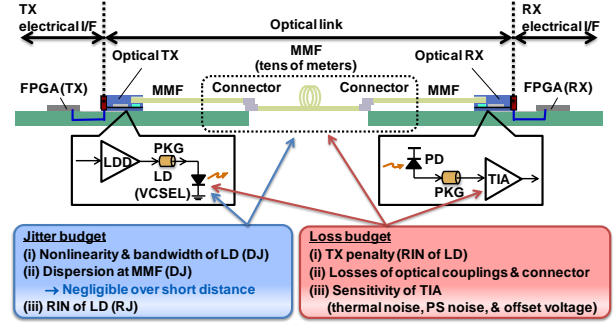 TX
electrical I/F
Optical link
RX
electrical I/F
Optical TX
MMF
(tens of meters)
Optical RX
FPGA(TX)
MMF
Connector
Connector
MMF
FPGA(RX)
LDD
PKG
LD
(VCSEL)
PD
PKG
TIA
Jitter budget
(i) Nonlinearity & bandwidth of LD (DJ)
(ii) Dispersion at MMF (DJ)
→ Negligible over short distance
(iii) RIN of LD (RJ)
Loss budget
(i) TX penalty (RIN of LD)
(ii) Losses of optical couplings & connector
(iii) Sensitivity of TIA
(thermal noise, PS noise, & offset voltage)